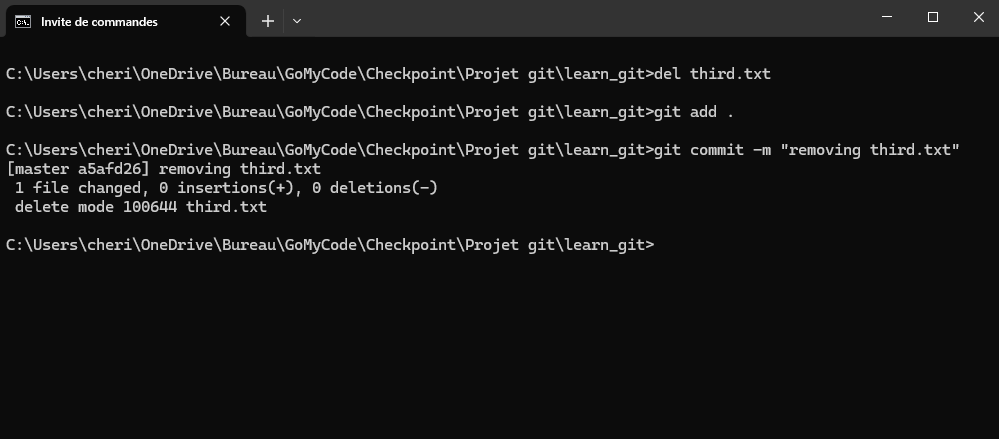 Invite de commandes
C:\Users\cheri\OneDrive\Bureau\GoMyCode\Checkpoint\Projet git\learn_git>del third.txt
C:\Users\cheri\OneDrive\Bureau\GoMyCode\Checkpoint\Projet git\learn_git>git add .
C:\Users\cheri\OneDrive\Bureau\GoMyCode\Checkpoint\Projet git\learn_git>git commit -m "removing third.txt"
[master a5afd26] removing third.txt
 1 file changed, 0 insertions(+), 0 deletions(-)
 delete mode 100644 third.txt
C:\Users\cheri\OneDrive\Bureau\GoMyCode\Checkpoint\Projet git\learn_git>